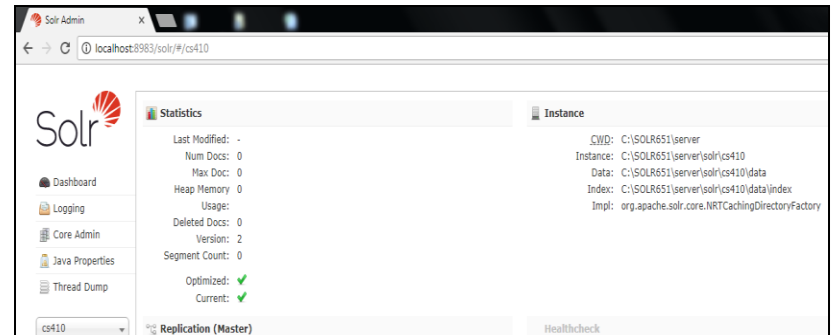 Solr Admin
localhost:8983/solr/#/cs410
Solr
Dashboard
Logging
Core Admin
Java Properties
Thread Dump
cs410
Statistics
Last Modified: -
Num Docs: 0
Max Doc: 0
Heap Memory 0
Usage:
Deleted Docs: 0
Version: 2
Segment Count: 0
Optimized:
Current:
Replication (Master)
Instance
CWD: C:\SOLR651\server
Instance: C:\SOLR651\server\solr\cs410
Data: C:\SOLR651\server\solr\cs410\data
Index: C:\SOLR651\server\solr\cs410\data\index
Impl: org.apache.solr.core.NRTCachingDirectoryFactory
Healthcheck